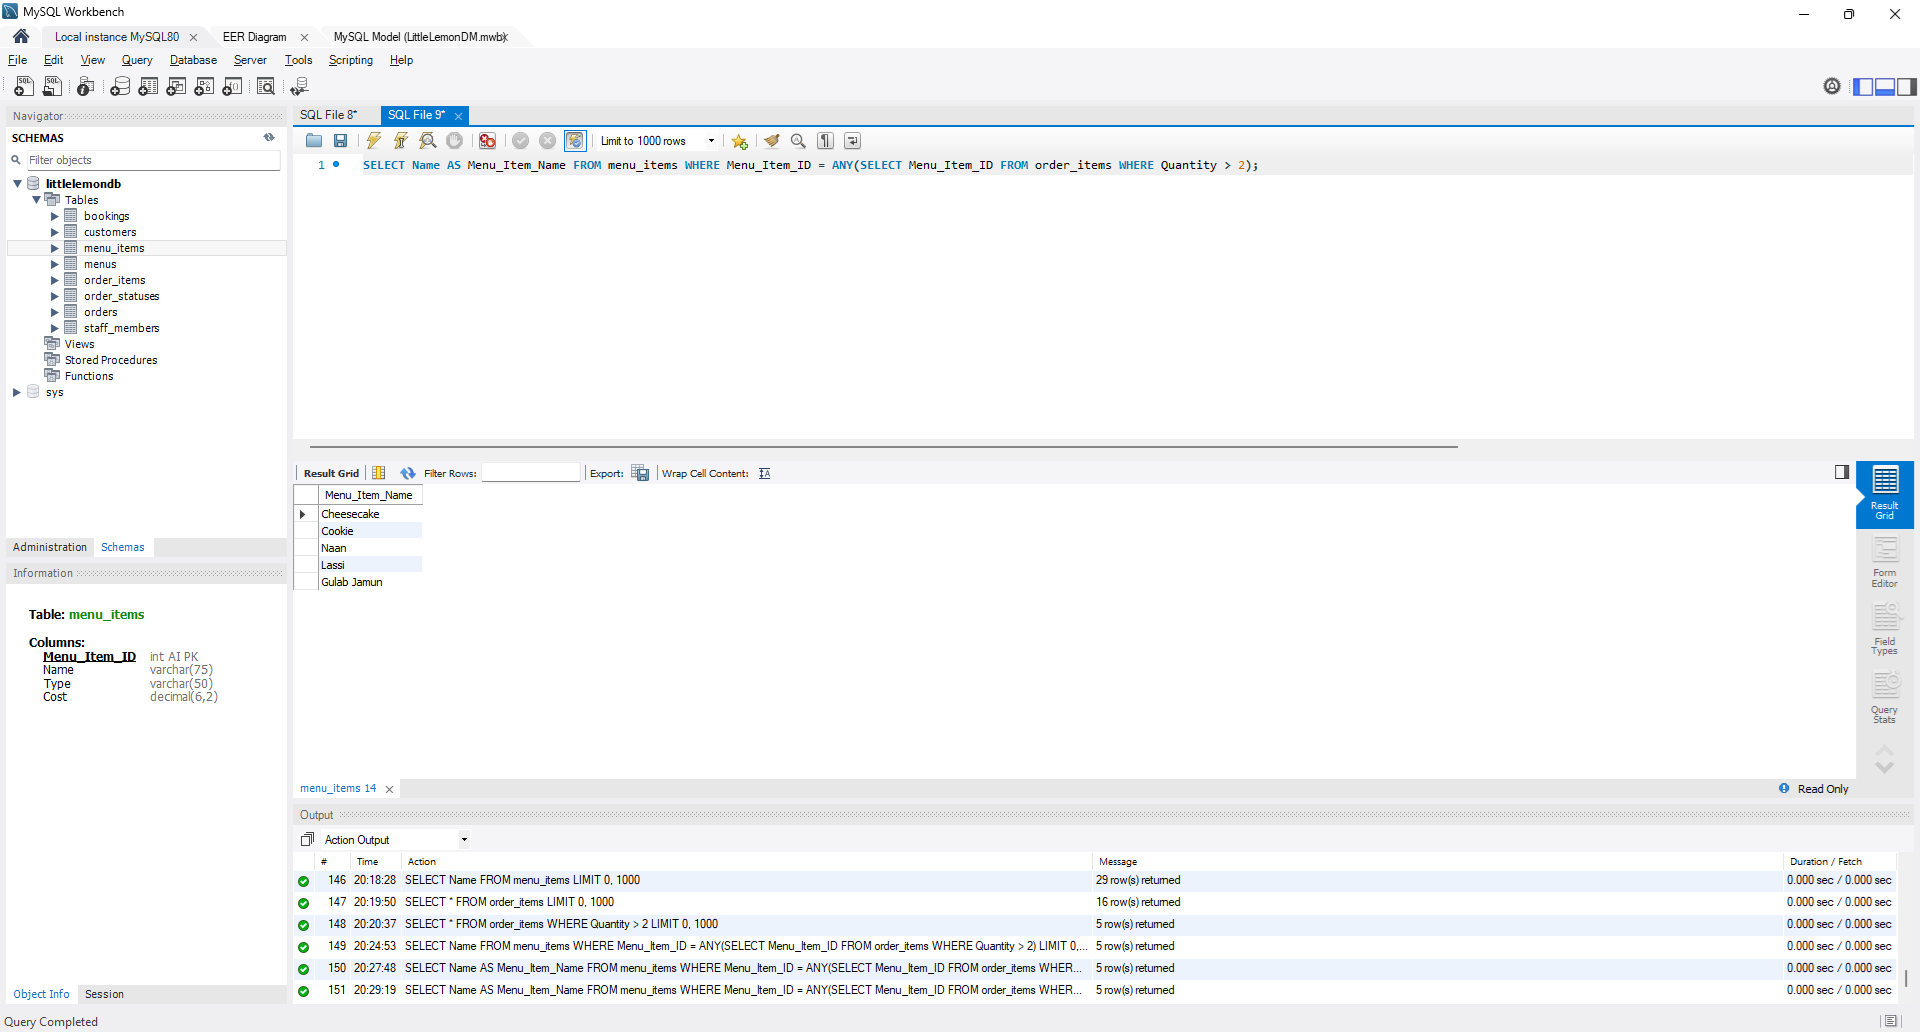 MySQL Workbench
Local instance MySQL80
EER Diagram
MySQL Model (LittleLemonDM.mwb)
File Edit View Query Database Server Tools Scripting Help
Navigator
SCHEMAS
Filter objects
littlelemondb
Tables
bookings
customers
menu_items
menus
order_items
order_statuses
orders
staff_members
Views
Stored Procedures
Functions
sys
Administration Schemas
Information
Table: menu_items
Columns:
Menu_Item_ID int AI PK
Name varchar(75)
Type varchar(50)
Cost decimal(6,2)
Object Info Session
SQL File 8* SQL File 9*
Limit to 1000 rows
1 SELECT Name AS Menu_Item_Name FROM menu_items WHERE Menu_Item_ID = ANY(SELECT Menu_Item_ID FROM order_items WHERE Quantity > 2);
Result Grid Filter Rows: Export: Wrap Cell Content:
Menu_Item_Name
Cheesecake
Cookie
Naan
Lassi
Gulab Jamun
Result
Grid
Form
Editor
Field
Types
Query
Stats
menu_items 14
Read Only
Output
Action Output
# Time Action Message Duration / Fetch
146 20:18:28 SELECT Name FROM menu_items LIMIT 0, 1000 29 row(s) returned 0.000 sec / 0.000 sec
147 20:19:50 SELECT * FROM order_items LIMIT 0, 1000 16 row(s) returned 0.000 sec / 0.000 sec
148 20:20:37 SELECT * FROM order_items WHERE Quantity > 2 LIMIT 0, 1000 5 row(s) returned 0.000 sec / 0.000 sec
149 20:24:53 SELECT Name FROM menu_items WHERE Menu_Item_ID = ANY(SELECT Menu_Item_ID FROM order_items WHERE Quantity > 2) LIMIT 0,... 5 row(s) returned 0.000 sec / 0.000 sec
150 20:27:48 SELECT Name AS Menu_Item_Name FROM menu_items WHERE Menu_Item_ID = ANY(SELECT Menu_Item_ID FROM order_items WHER... 5 row(s) returned 0.000 sec / 0.000 sec
151 20:29:19 SELECT Name AS Menu_Item_Name FROM menu_items WHERE Menu_Item_ID = ANY(SELECT Menu_Item_ID FROM order_items WHER... 5 row(s) returned 0.000 sec / 0.000 sec
Query Completed